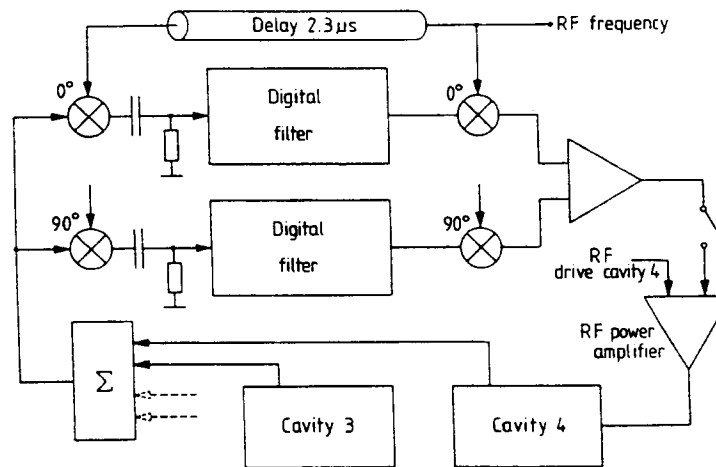 Delay 2.3µs
RF frequency
0°
Digital
filter
0°
90°
Digital
filter
90°
RF
drive cavity 4
RF power
amplifier
Σ
Cavity 3
Cavity 4